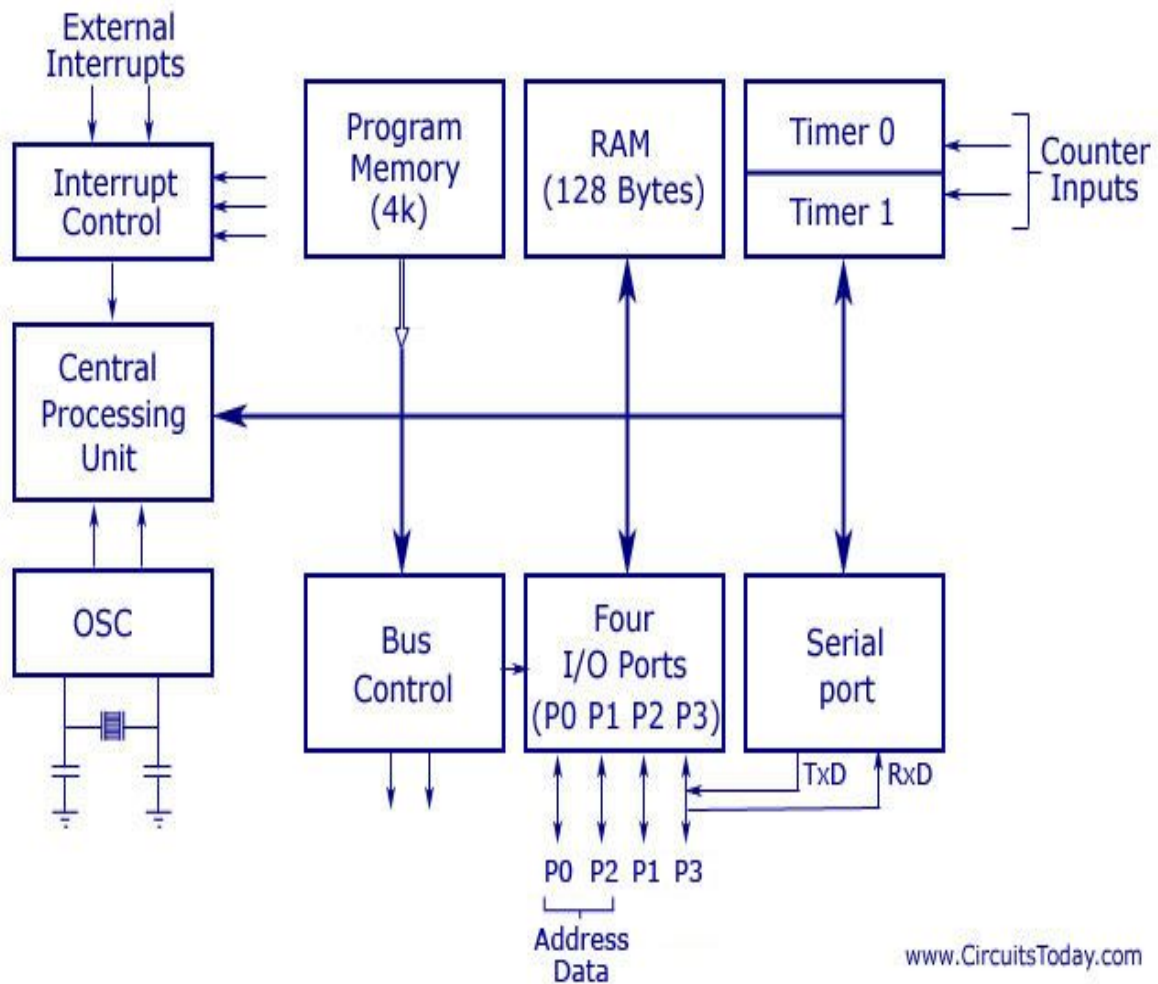 External
Interrupts
Interrupt
Control
Program
Memory
(4k)
RAM
(128 Bytes)
Timer 0
Timer 1
Counter
Inputs
Central
Processing
Unit
OSC
Bus
Control
Four
I/O Ports
(P0 P1 P2 P3)
Serial
port
TxD
RxD
P0 P2 P1 P3
Address
Data
www.CircuitsToday.com